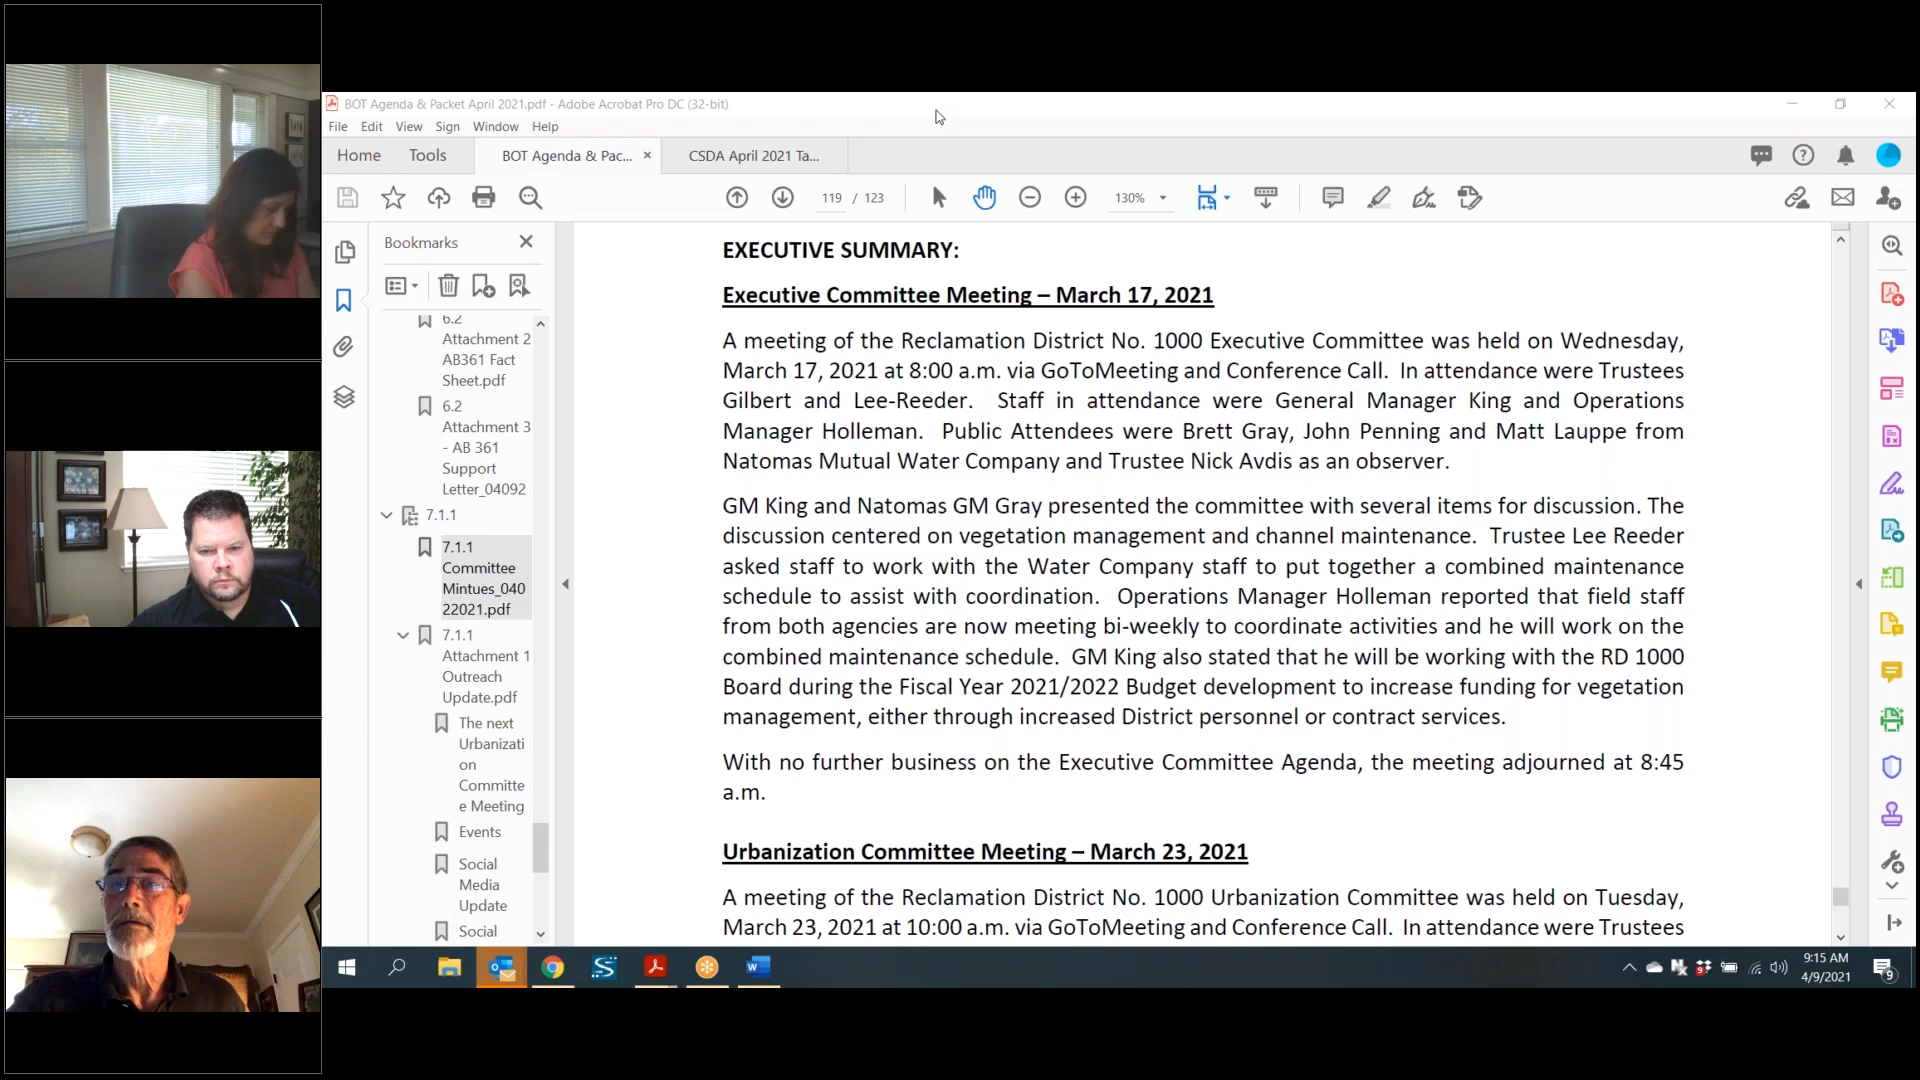 BOT Agenda & Packet April 2021.pdf - Adobe Acrobat Pro DC (32-bit)
File Edit View Sign Window Help
Home Tools BOT Agenda & Pac... × CSDA April 2021 Ta...
119 / 123 130%
Bookmarks
6.2
Attachment 2
AB361 Fact
Sheet.pdf
6.2
Attachment 3
- AB 361
Support
Letter_04092
7.1.1
7.1.1
Committee
Mintues_040
22021.pdf
7.1.1
Attachment 1
Outreach
Update.pdf
The next
Urbanizati
on
Committe
e Meeting
Events
Social
Media
Update
Social
EXECUTIVE SUMMARY:
Executive Committee Meeting – March 17, 2021
A meeting of the Reclamation District No. 1000 Executive Committee was held on Wednesday,
March 17, 2021 at 8:00 a.m. via GoToMeeting and Conference Call. In attendance were Trustees
Gilbert and Lee-Reeder. Staff in attendance were General Manager King and Operations
Manager Holleman. Public Attendees were Brett Gray, John Penning and Matt Lauppe from
Natomas Mutual Water Company and Trustee Nick Avdis as an observer.
GM King and Natomas GM Gray presented the committee with several items for discussion. The
discussion centered on vegetation management and channel maintenance. Trustee Lee Reeder
asked staff to work with the Water Company staff to put together a combined maintenance
schedule to assist with coordination. Operations Manager Holleman reported that field staff
from both agencies are now meeting bi-weekly to coordinate activities and he will work on the
combined maintenance schedule. GM King also stated that he will be working with the RD 1000
Board during the Fiscal Year 2021/2022 Budget development to increase funding for vegetation
management, either through increased District personnel or contract services.
With no further business on the Executive Committee Agenda, the meeting adjourned at 8:45
a.m.
Urbanization Committee Meeting – March 23, 2021
A meeting of the Reclamation District No. 1000 Urbanization Committee was held on Tuesday,
March 23, 2021 at 10:00 a.m. via GoToMeeting and Conference Call. In attendance were Trustees
9:15 AM
4/9/2021
9